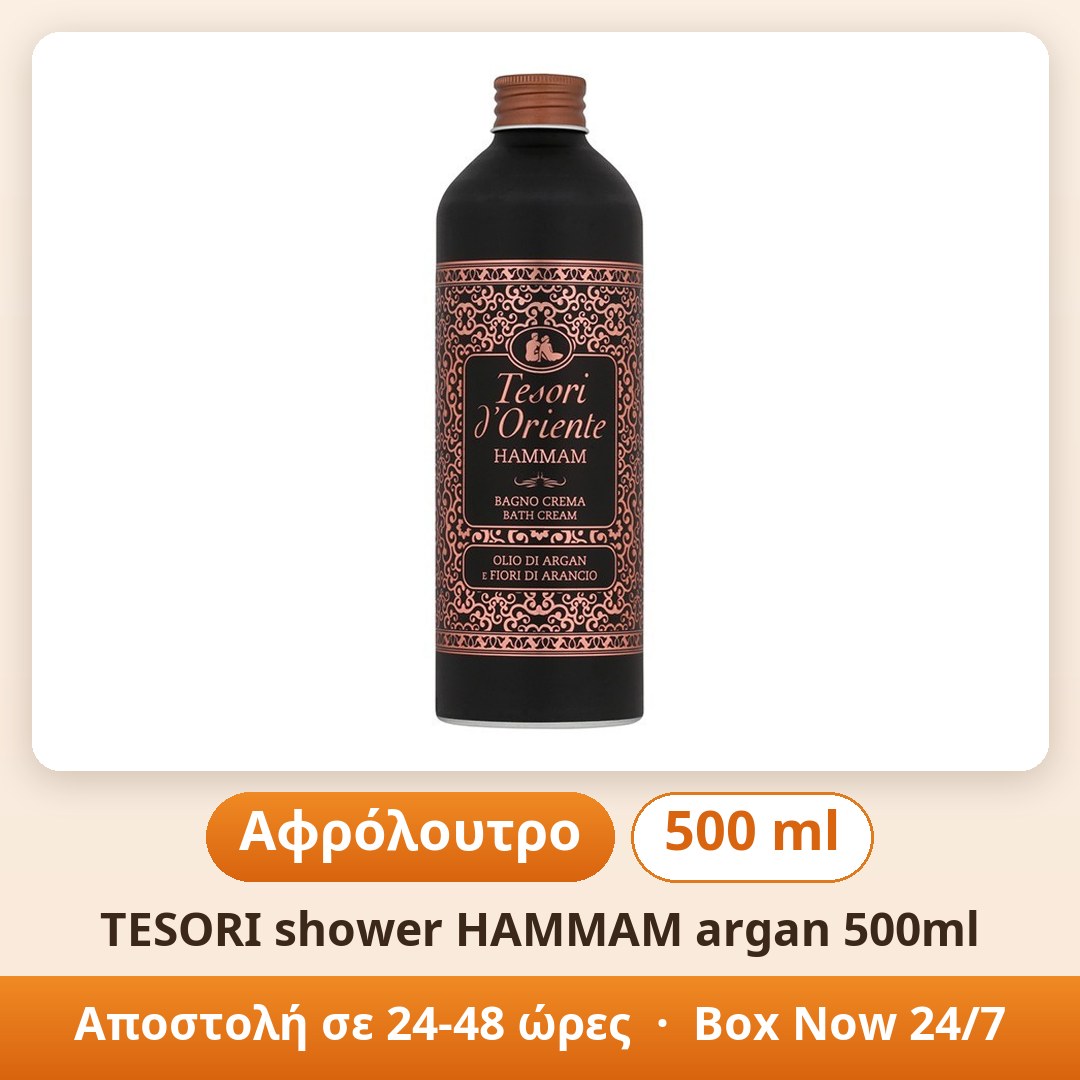 Tesori
d'Oriente
HAMMAM
BAGNO CREMA
BATH CREAM
OLIO DI ARGAN
E FIORI DI ARANCIO
Αφρόλουτρο
500 ml
TESORI shower HAMMAM argan 500ml
Αποστολή σε 24-48 ώρες · Box Now 24/7